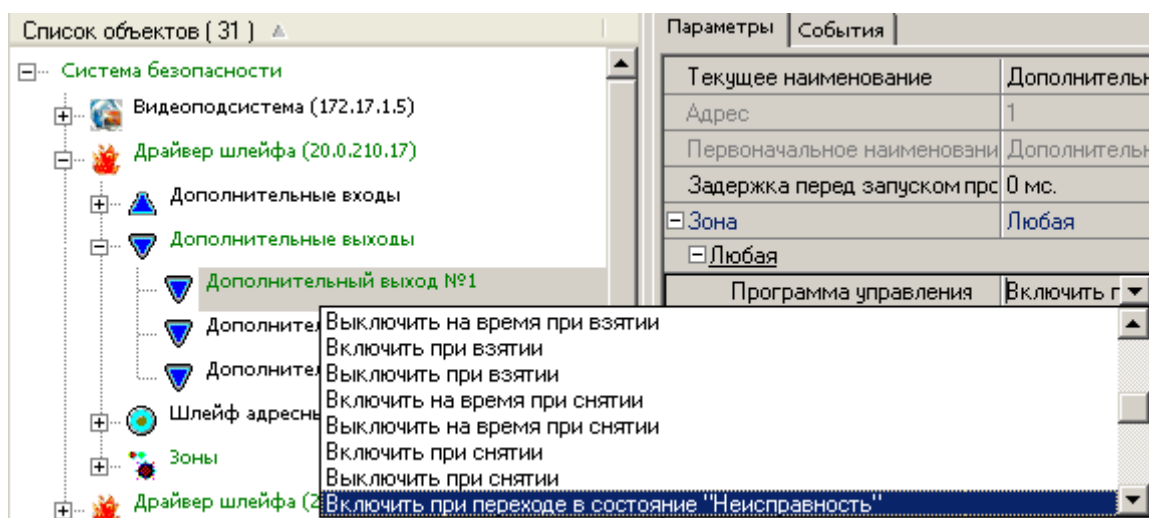 Список объектов ( 31 )
Система безопасности
Видеоподсистема (172.17.1.5)
Драйвер шлейфа (20.0.210.17)
Дополнительные входы
Дополнительные выходы
Дополнительный выход №1
Дополните
Дополните
Шлейф адресны
Зоны
Драйвер шлейфа (2
Параметры События
Текущее наименование Дополнительн
Адрес 1
Первоначальное наименовани Дополнительн
Задержка перед запуском прс 0 мс.
Зона Любая
Любая
Программа управления Включить г
Выключить на время при взятии
Включить при взятии
Выключить при взятии
Включить на время при снятии
Выключить на время при снятии
Включить при снятии
Выключить при снятии
Включить при переходе в состояние "Неисправность"